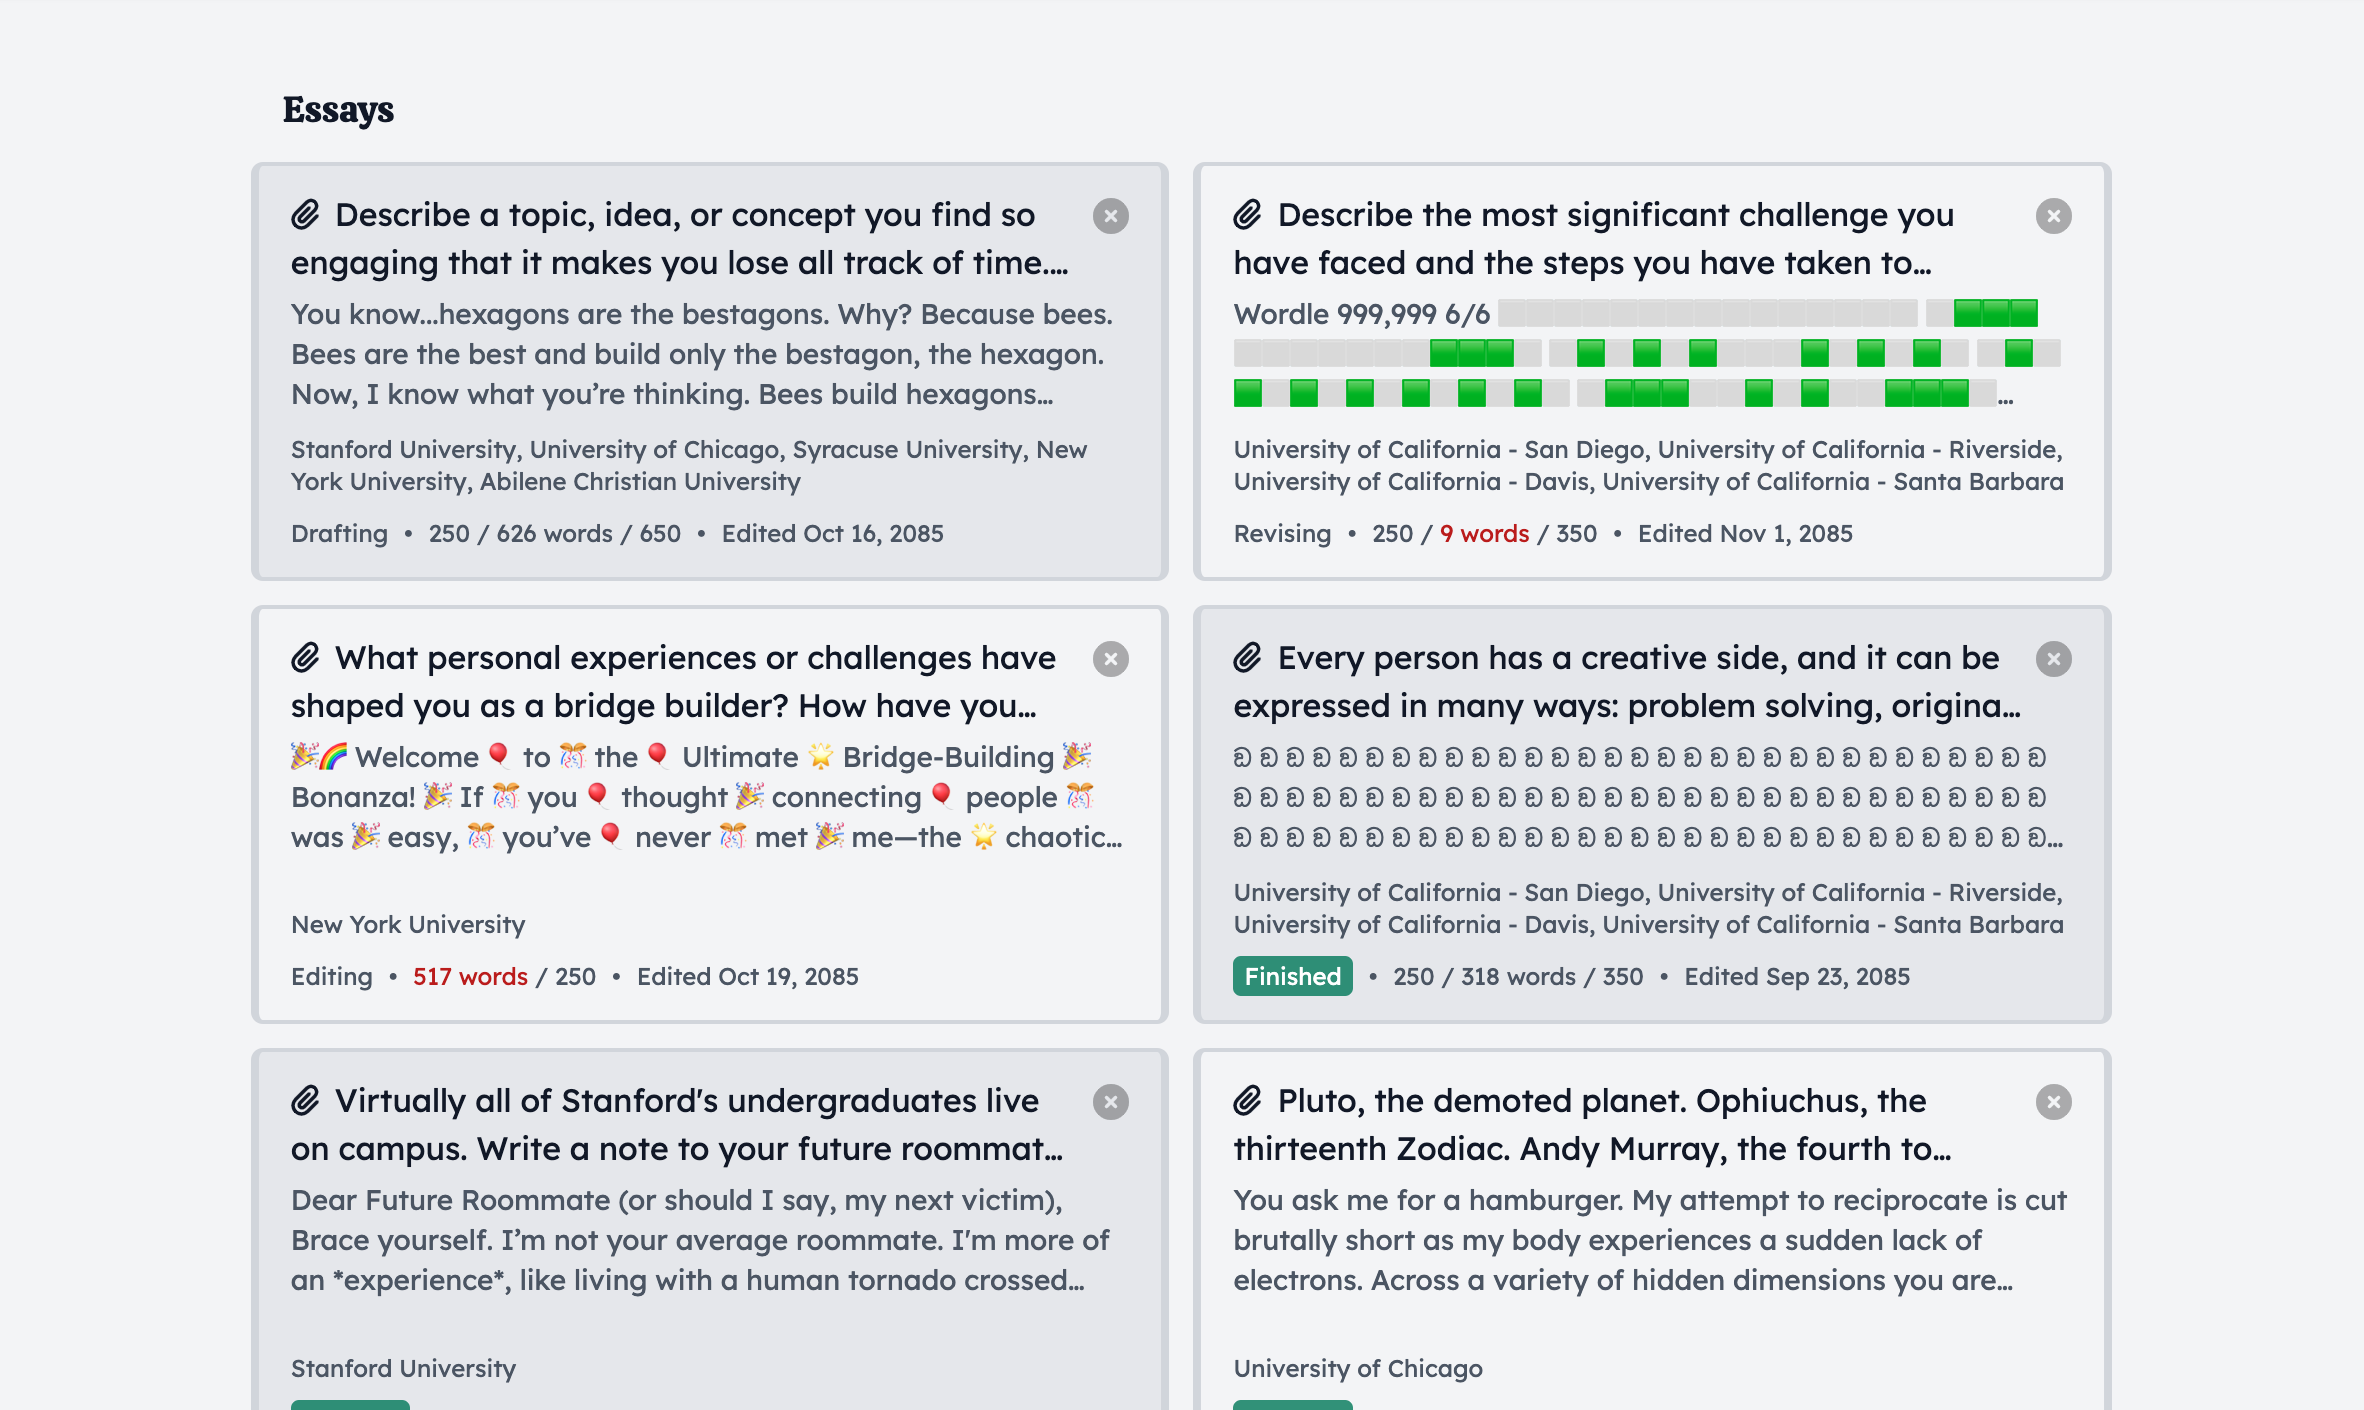 Essays
Describe a topic, idea, or concept you find so
engaging that it makes you lose all track of time.…
You know...hexagons are the bestagons. Why? Because bees.
Bees are the best and build only the bestagon, the hexagon.
Now, I know what you’re thinking. Bees build hexagons…
Stanford University, University of Chicago, Syracuse University, New
York University, Abilene Christian University
Drafting • 250 / 626 words / 650 • Edited Oct 16, 2085
Describe the most significant challenge you
have faced and the steps you have taken to…
Wordle 999,999 6/6 ⬜⬜⬜⬜⬜⬜⬜⬜⬜⬜⬜⬜⬜⬜⬜ ⬜🟩🟩🟩
⬜⬜⬜⬜⬜⬜⬜🟩🟩🟩⬜ ⬜🟩⬜🟩⬜🟩⬜⬜⬜🟩⬜🟩⬜🟩⬜ ⬜🟩⬜
🟩⬜🟩⬜🟩⬜🟩⬜🟩⬜🟩⬜ ⬜🟩🟩🟩⬜⬜🟩⬜🟩⬜⬜🟩🟩🟩⬜…
University of California - San Diego, University of California - Riverside,
University of California - Davis, University of California - Santa Barbara
Revising • 250 / 9 words / 350 • Edited Nov 1, 2085
What personal experiences or challenges have
shaped you as a bridge builder? How have you…
🎉🌈 Welcome 🎈 to 🎊 the 🎈 Ultimate 🌟 Bridge-Building 🎉
Bonanza! 🎉 If 🎊 you 🎈 thought 🎉 connecting 🎈 people 🎊
was 🎉 easy, 🎊 you’ve 🎈 never 🎊 met 🎉 me—the 🌟 chaotic…
New York University
Editing • 517 words / 250 • Edited Oct 19, 2085
Every person has a creative side, and it can be
expressed in many ways: problem solving, origina…
ඞ ඞ ඞ ඞ ඞ ඞ ඞ ඞ ඞ ඞ ඞ ඞ ඞ ඞ ඞ ඞ ඞ ඞ ඞ ඞ ඞ ඞ ඞ ඞ ඞ ඞ ඞ ඞ ඞ ඞ ඞ
ඞ ඞ ඞ ඞ ඞ ඞ ඞ ඞ ඞ ඞ ඞ ඞ ඞ ඞ ඞ ඞ ඞ ඞ ඞ ඞ ඞ ඞ ඞ ඞ ඞ ඞ ඞ ඞ ඞ ඞ ඞ
ඞ ඞ ඞ ඞ ඞ ඞ ඞ ඞ ඞ ඞ ඞ ඞ ඞ ඞ ඞ ඞ ඞ ඞ ඞ ඞ ඞ ඞ ඞ ඞ ඞ ඞ ඞ ඞ ඞ ඞ ඞ…
University of California - San Diego, University of California - Riverside,
University of California - Davis, University of California - Santa Barbara
Finished • 250 / 318 words / 350 • Edited Sep 23, 2085
Virtually all of Stanford's undergraduates live
on campus. Write a note to your future roommat…
Dear Future Roommate (or should I say, my next victim),
Brace yourself. I’m not your average roommate. I'm more of
an *experience*, like living with a human tornado crossed…
Stanford University
Pluto, the demoted planet. Ophiuchus, the
thirteenth Zodiac. Andy Murray, the fourth to…
You ask me for a hamburger. My attempt to reciprocate is cut
brutally short as my body experiences a sudden lack of
electrons. Across a variety of hidden dimensions you are…
University of Chicago